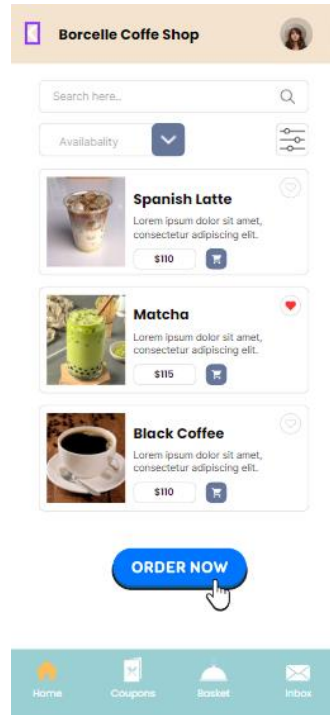 Borcelle Coffe Shop
Search here...
Availabality
Spanish Latte
Lorem ipsum dolor sit amet,
consectetur adipiscing elit.
$110
Matcha
Lorem ipsum dolor sit amet,
consectetur adipiscing elit.
$115
Black Coffee
Lorem ipsum dolor sit amet,
consectetur adipiscing elit.
$110
ORDER NOW
Home Coupons Basket Inbox